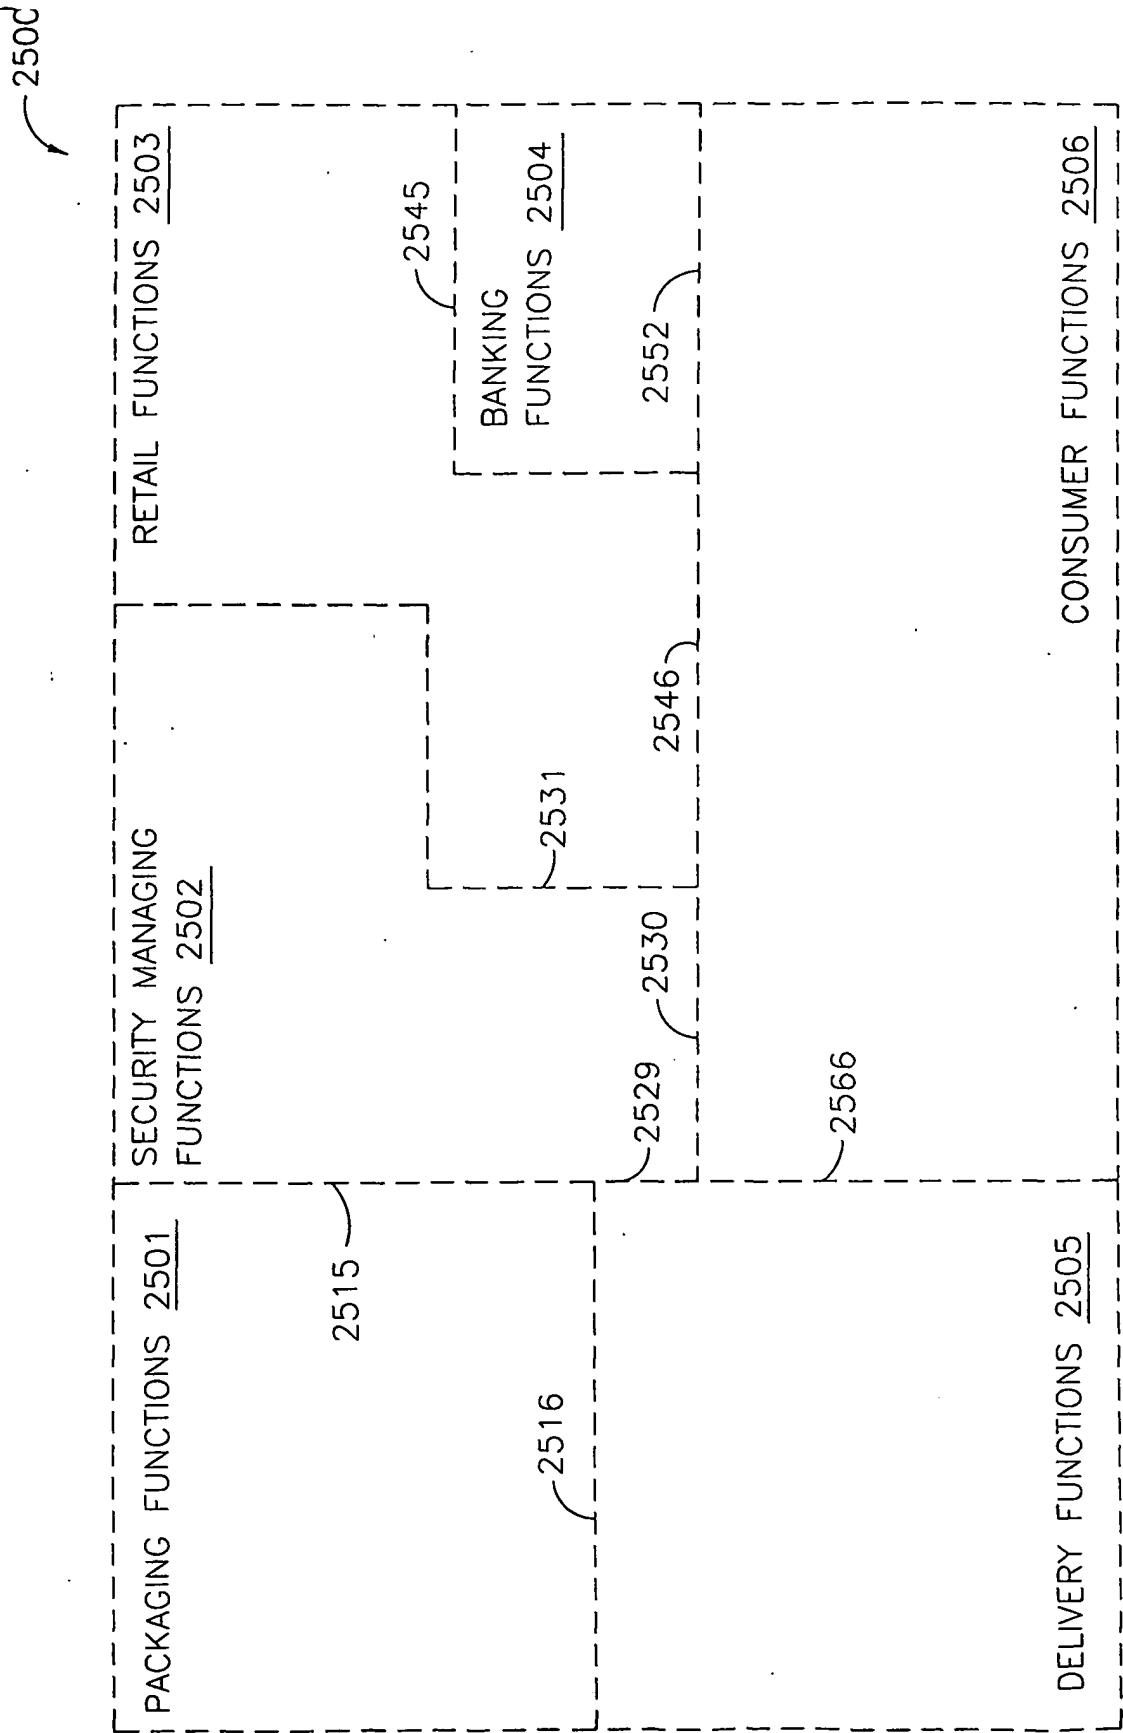 2500
PACKAGING FUNCTIONS 2501
SECURITY MANAGING
FUNCTIONS 2502
RETAIL FUNCTIONS 2503
2515
2545
BANKING
FUNCTIONS 2504
2516
2531
2529
2530
2546
2552
2566
DELIVERY FUNCTIONS 2505
CONSUMER FUNCTIONS 2506